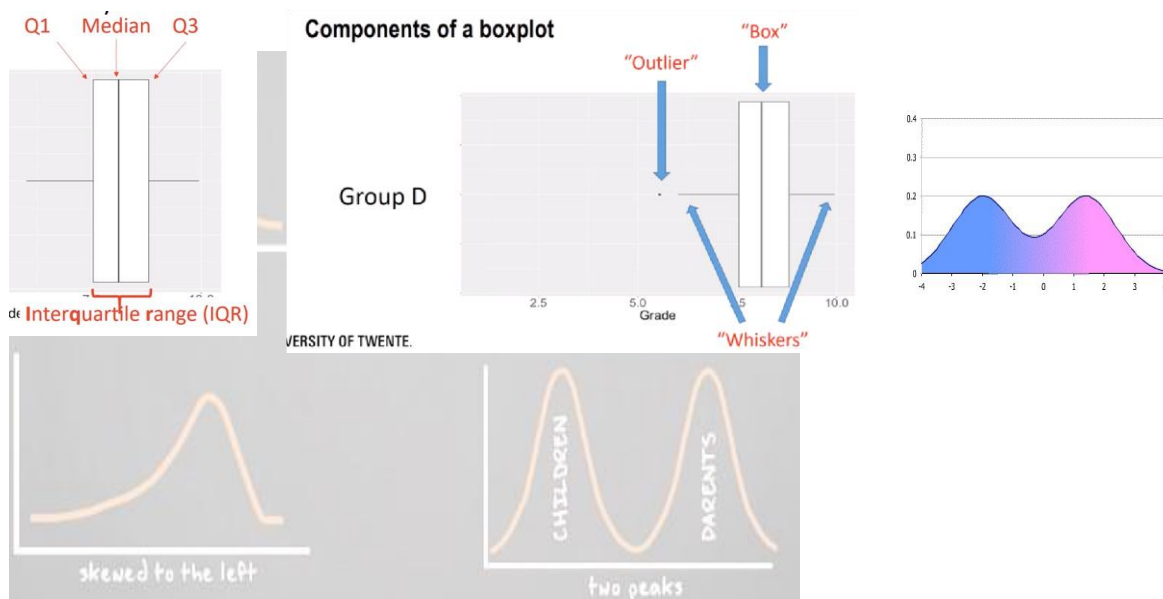 Q1 Median Q3
Interquartile range (IQR)
Components of a boxplot
"Box"
"Outlier"
Group D
2.5 5.0 .5 10.0
Grade
"Whiskers"
VERSITY OF TWENTE.
0.4
0.3
0.2
0.1
0
-4 -3 -2 -1 0 1 2 3
skewed to the left
CHILDREN
DARENTS
two peaks